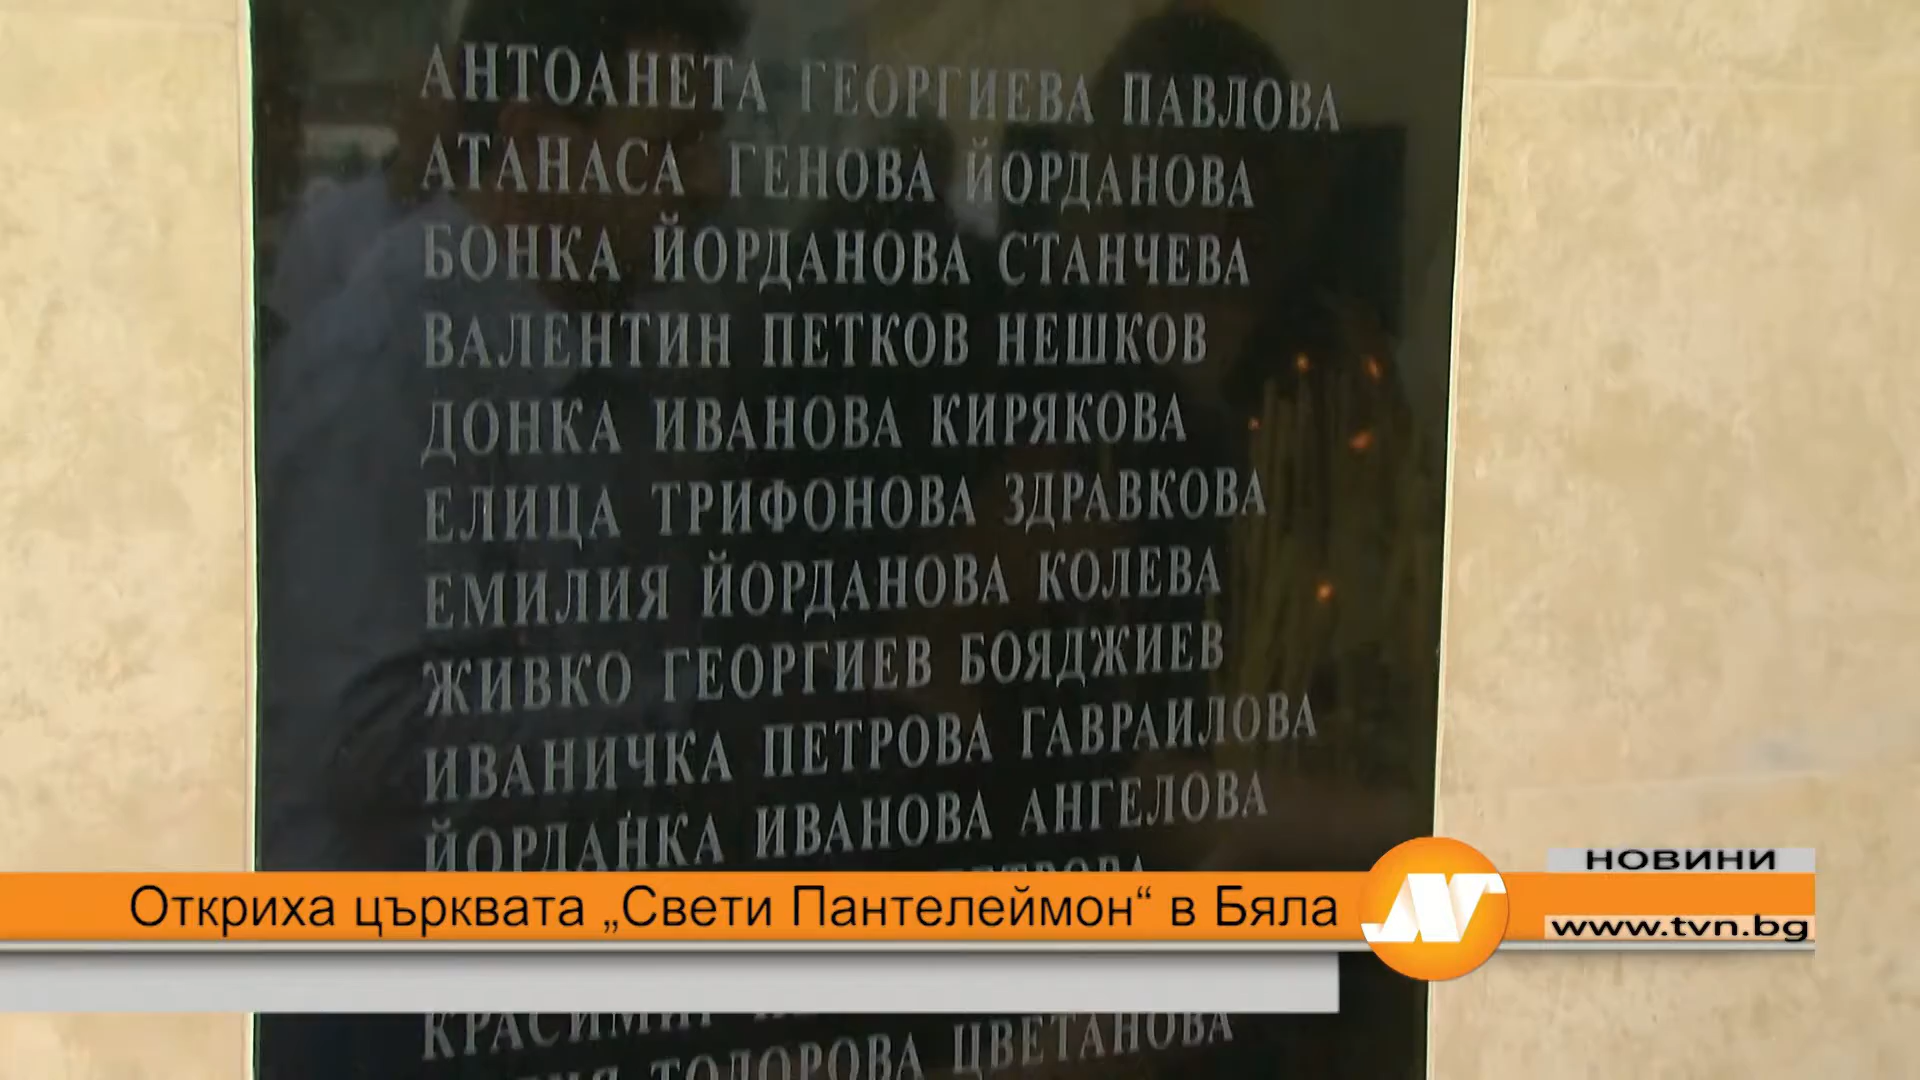 АНТОАНЕТА ГЕОРГИЕВА ПАВЛОВА
АТАНАСА ГЕНОВА ЙОРДАНОВА
БОНКА ЙОРДАНОВА СТАНЧЕВА
ВАЛЕНТИН ПЕТКОВ НЕШКОВ
ДОНКА ИВАНОВА КИРЯКОВА
ЕЛИЦА ТРИФОНОВА ЗДРАВКОВА
ЕМИЛИЯ ЙОРДАНОВА КОЛЕВА
ЖИВКО ГЕОРГИЕВ БОЯДЖИЕВ
ИВАНИЧКА ПЕТРОВА ГАВРАИЛОВА
ЙОРДАНКА ИВАНОВА АНГЕЛОВА
Откриха църквата „Свети Пантелеймон“ в Бяла
НОВИНИ
www.tvn.bg
КРАСИМИР
ТОДОРОВА ЦВЕТАНОВА